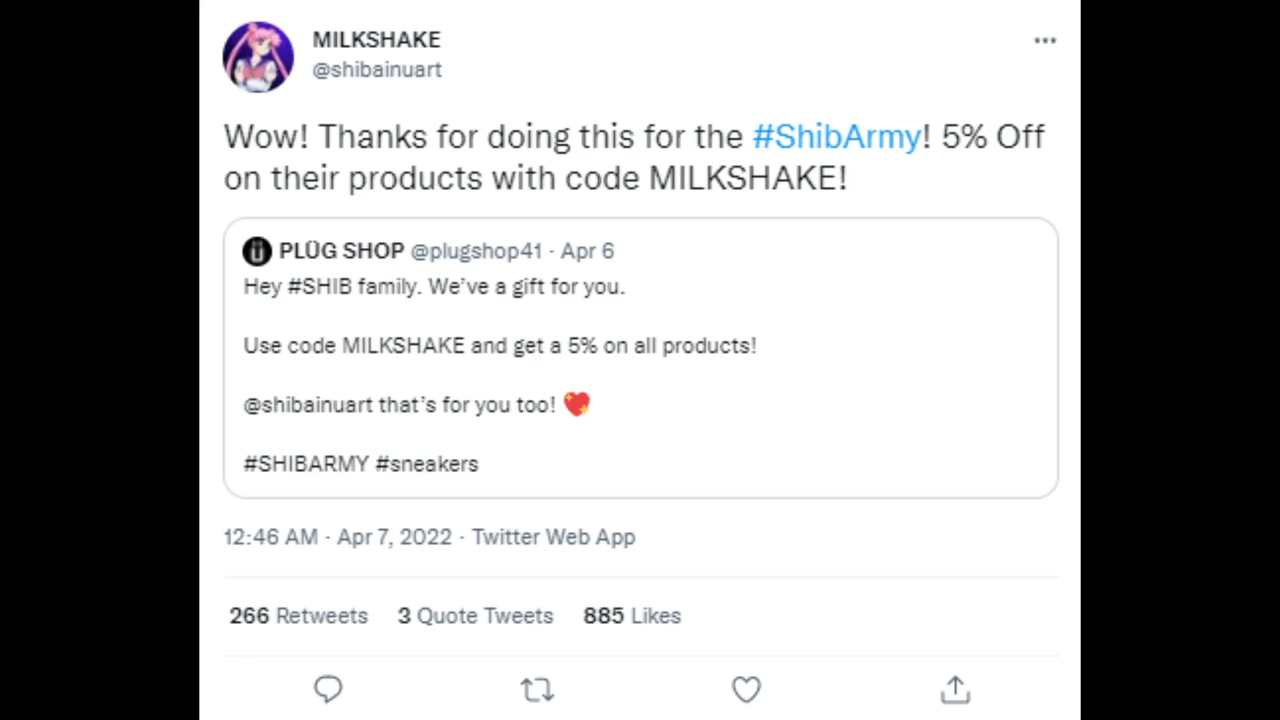 MILKSHAKE
@shibainuart
Wow! Thanks for doing this for the #ShibArmy! 5% Off
on their products with code MILKSHAKE!
PLŪG SHOP @plugshop41 · Apr 6
Hey #SHIB family. We've a gift for you.
Use code MILKSHAKE and get a 5% on all products!
@shibainuart that's for you too! 💖
#SHIBARMY #sneakers
12:46 AM · Apr 7, 2022 · Twitter Web App
266 Retweets 3 Quote Tweets 885 Likes